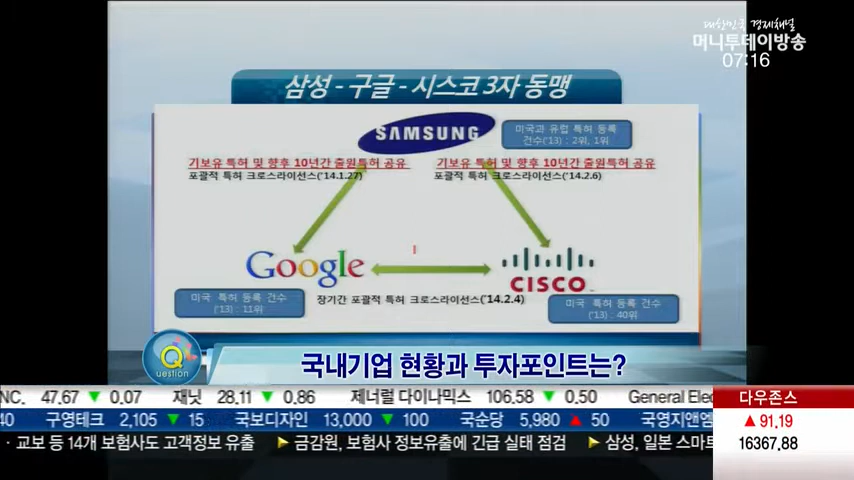 대한민국 경제채널
머니투데이방송
07:16
삼성 - 구글 - 시스코 3자 동맹
SAMSUNG
미국과 유럽 특허 등록
건수('13) : 2위, 1위
기보유 특허 및 향후 10년간 출원특허 공유
포괄적 특허 크로스라이선스('14.1.27)
기보유 특허 및 향후 10년간 출원특허 공유
포괄적 특허 크로스라이선스('14.2.6)
Google
CISCO
미국 특허 등록 건수
('13) : 11위
장기간 포괄적 특허 크로스라이선스('14.2.4)
미국 특허 등록 건수
('13) : 40위
Question
국내기업 현황과 투자포인트는?
NC. 47.67 ▼ 0.07 재닛 28.11 ▼ 0.86 제너럴 다이나믹스 106.58 ▼ 0.50 General Elec
다우존스
40 구영테크 2,105 ▼ 15 국보디자인 13,000 ▼ 100 국순당 5,980 ▲ 50 국영지앤엠
▲ 91.19
· 교보 등 14개 보험사도 고객정보 유출 ▶ 금감원, 보험사 정보유출에 긴급 실태 점검 ▶ 삼성, 일본 스마트
16367.88